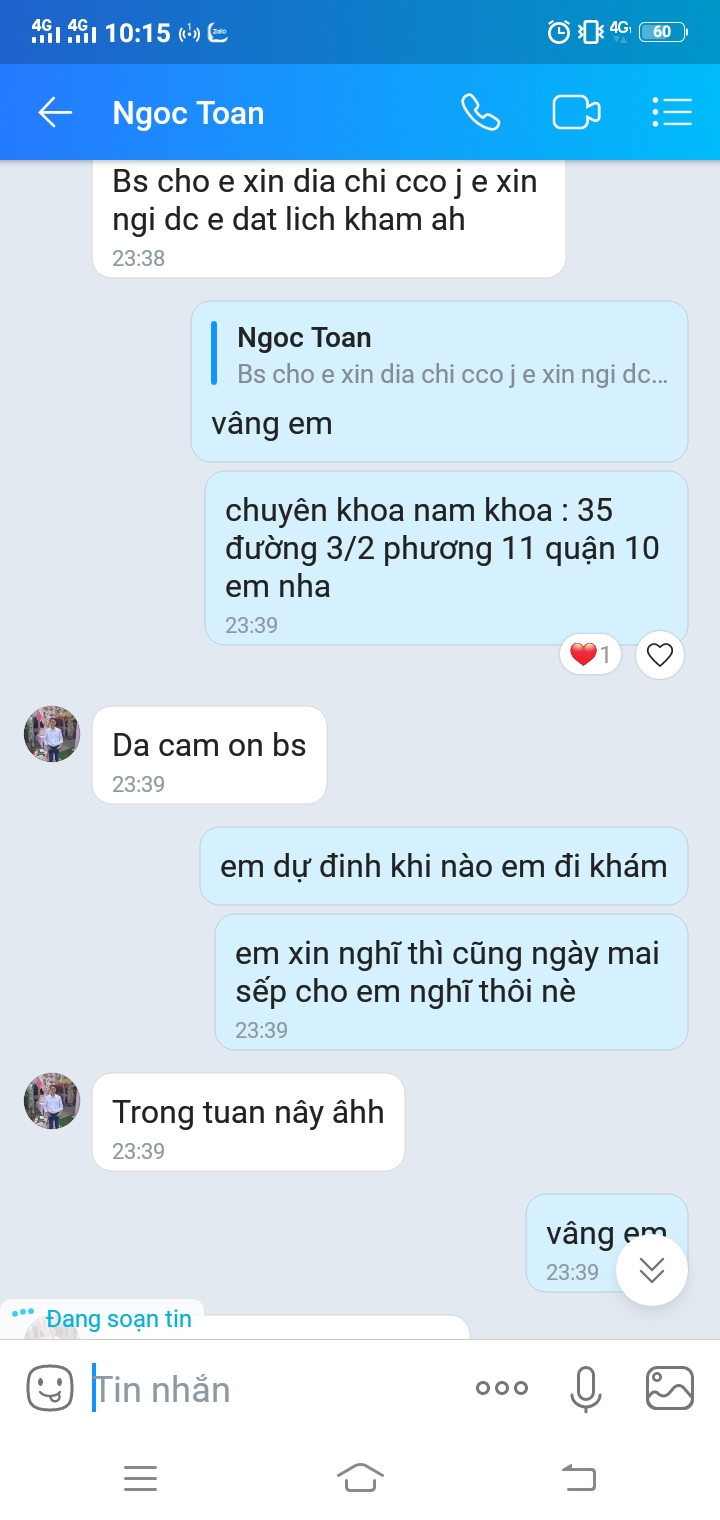 4G 4G 10:15 Zalo 4G 60
Ngoc Toan
Bs cho e xin dia chi cco j e xin
ngi dc e dat lich kham ah
23:38
Ngoc Toan
Bs cho e xin dia chi cco j e xin ngi dc...
vâng em
chuyên khoa nam khoa : 35
đường 3/2 phương 11 quận 10
em nha
23:39
1
Da cam on bs
23:39
em dự đinh khi nào em đi khám
em xin nghĩ thì cũng ngày mai
sếp cho em nghĩ thôi nè
23:39
Trong tuan nây âhh
23:39
vâng em
23:39
Đang soạn tin
Tin nhắn